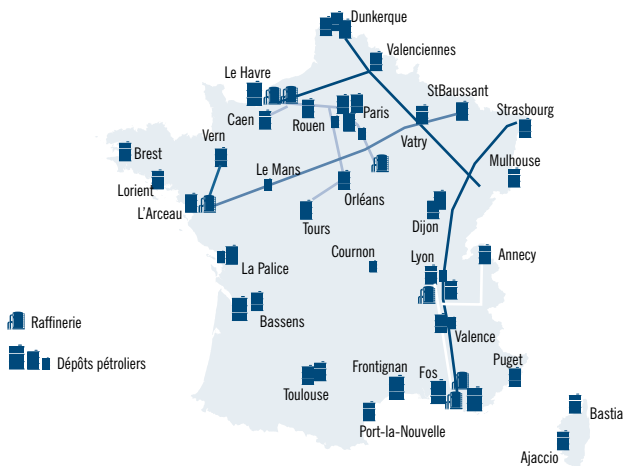 Dunkerque
Valenciennes
Le Havre
StBaussant
Paris
Strasbourg
Caen
Rouen
Vern
Vatry
Brest
Le Mans
Mulhouse
Lorient
Orléans
L'Arceau
Tours
Dijon
Cournon
Lyon
Annecy
La Palice
Raffinerie
Bassens
Valence
Dépôts pétroliers
Frontignan
Fos
Puget
Toulouse
Bastia
Port-la-Nouvelle
Ajaccio